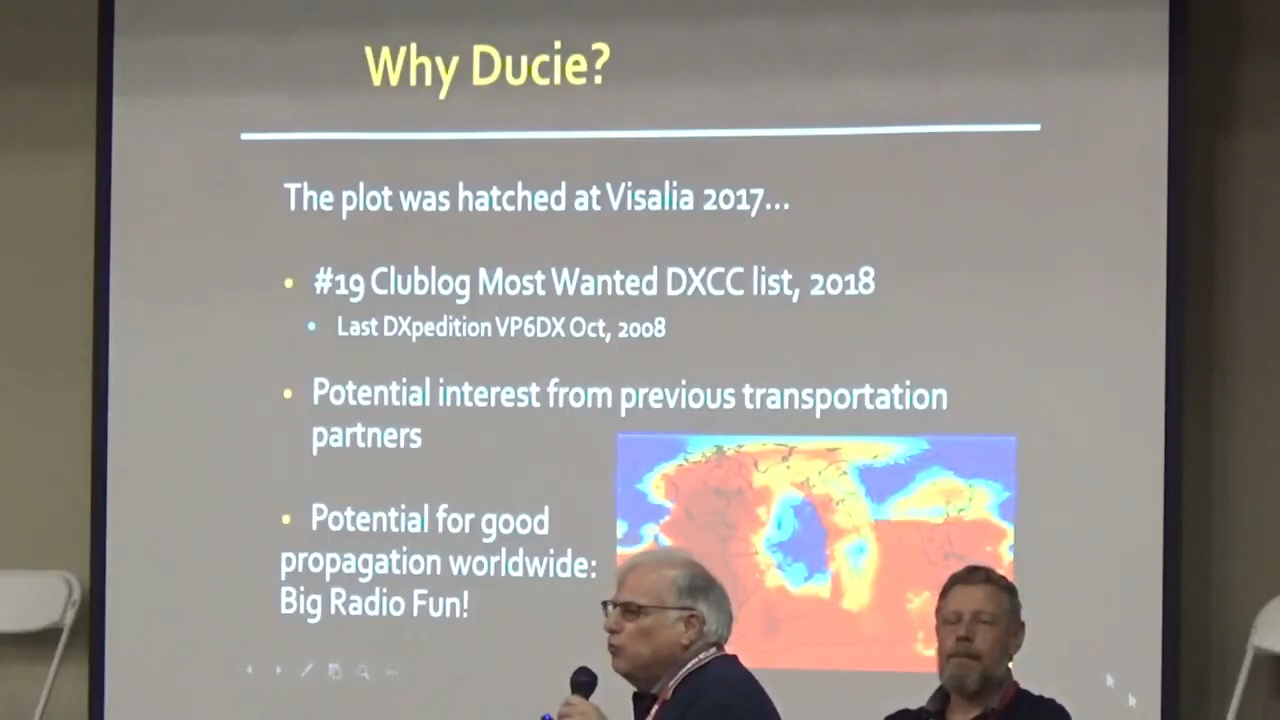 Why Ducie?
The plot was hatched at Visalia 2017...
• #19 Clublog Most Wanted DXCC list, 2018
• Last DXpedition VP6DX Oct, 2008
• Potential interest from previous transportation
partners
• Potential for good
propagation worldwide:
Big Radio Fun!